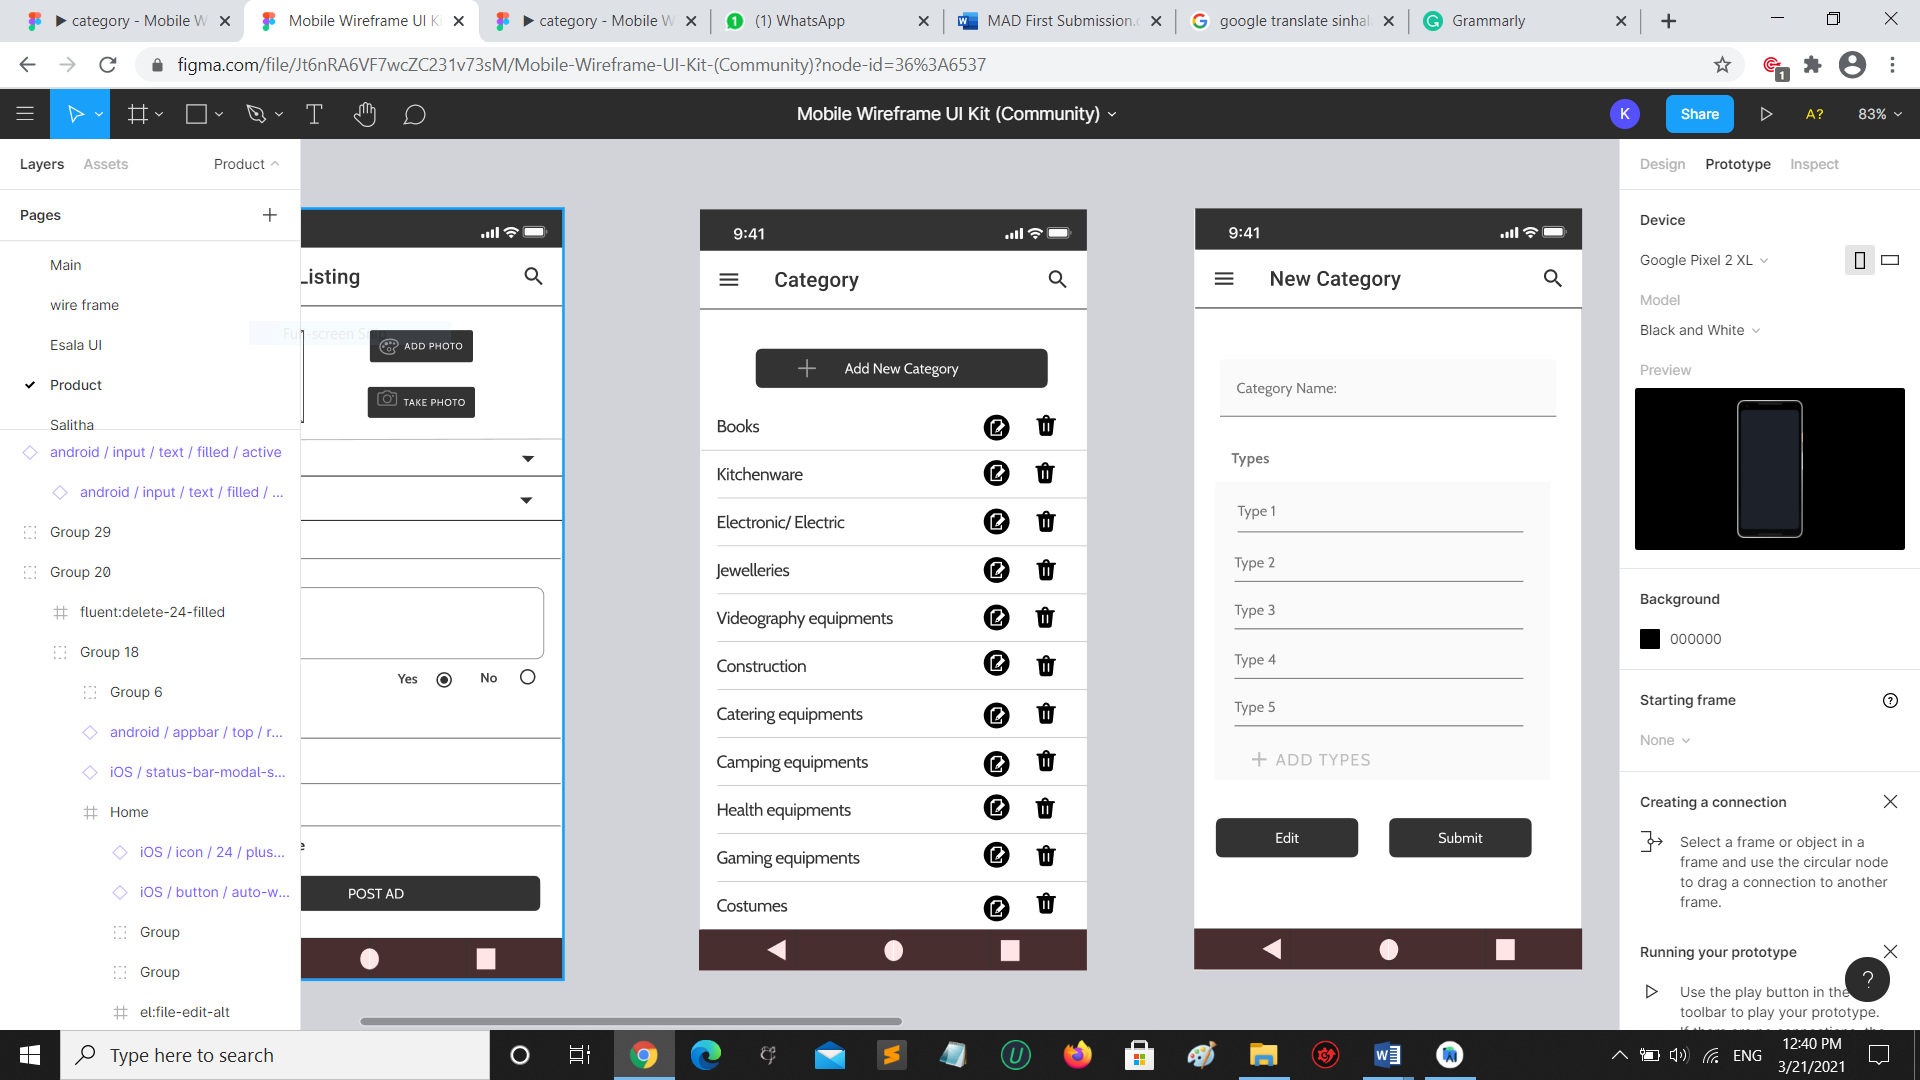 category - Mobile W
Mobile Wireframe UI K
category - Mobile W
(1) WhatsApp
MAD First Submission.
google translate sinhal
Grammarly
figma.com/file/Jt6nRA6VF7wcZC231v73sM/Mobile-Wireframe-UI-Kit-(Community)?node-id=36%3A6537
1
Mobile Wireframe UI Kit (Community)
K
Share
A?
83%
Layers
Assets
Product
Pages
Main
wire frame
Esala UI
Product
Salitha
android / input / text / filled / active
android / input / text / filled / ...
Group 29
Group 20
fluent:delete-24-filled
Group 18
Group 6
android / appbar / top / r...
iOS / status-bar-modal-s...
Home
iOS / icon / 24 / plus...
iOS / button / auto-w...
Group
Group
el:file-edit-alt
Listing
ADD PHOTO
TAKE PHOTO
Yes
No
e
POST AD
9:41
Category
Add New Category
Books
Kitchenware
Electronic/ Electric
Jewelleries
Videography equipments
Construction
Catering equipments
Camping equipments
Health equipments
Gaming equipments
Costumes
9:41
New Category
Category Name:
Types
Type 1
Type 2
Type 3
Type 4
Type 5
ADD TYPES
Edit
Submit
Design
Prototype
Inspect
Device
Google Pixel 2 XL
Model
Black and White
Preview
Background
000000
Starting frame
None
Creating a connection
Select a frame or object in a
frame and use the circular node
to drag a connection to another
frame.
Running your prototype
Use the play button in the
toolbar to play your prototype.
?
Type here to search
ENG
12:40 PM
3/21/2021